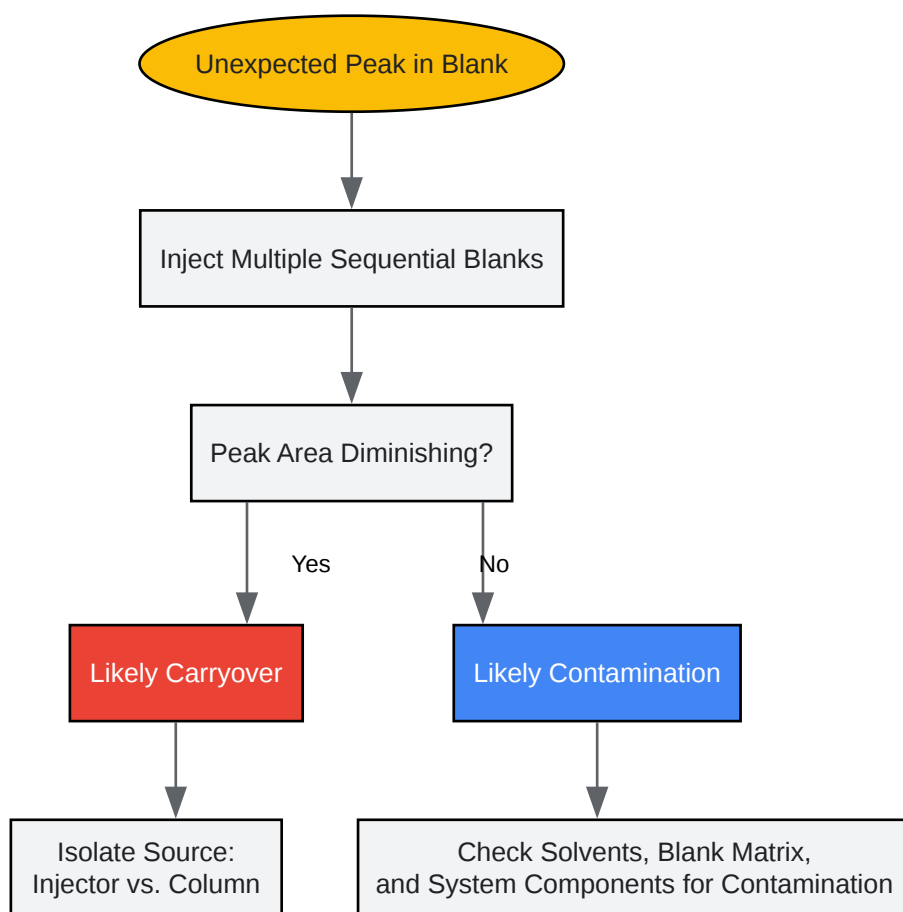 Unexpected Peak in Blank
Inject Multiple Sequential Blanks
Peak Area Diminishing?
Yes
No
Likely Carryover
Likely Contamination
Isolate Source:
Injector vs. Column
Check Solvents, Blank Matrix,
and System Components for Contamination